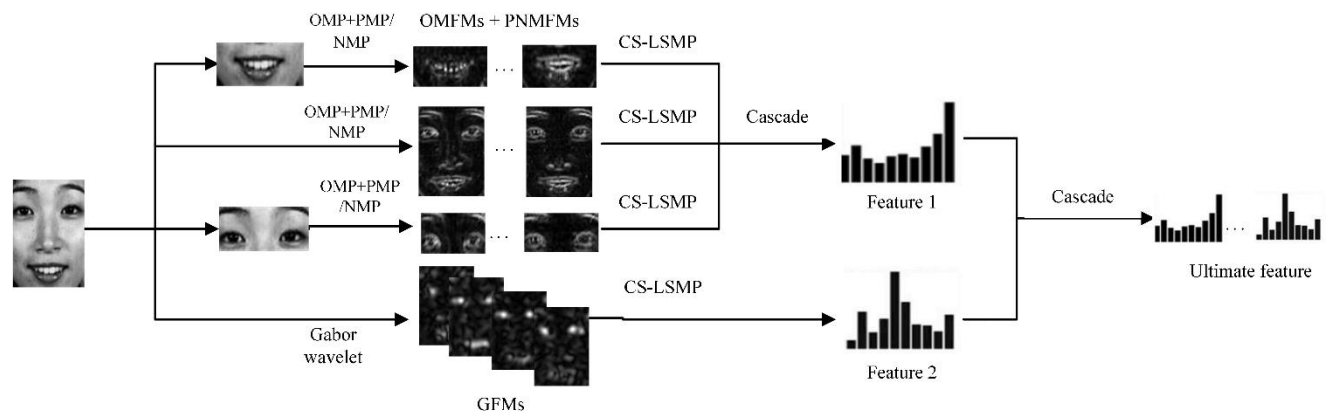 OMP+PMP/
NMP
OMFMs + PNMFMs
CS-LSMP
...
OMP+PMP/
NMP
...
CS-LSMP
Cascade
OMP+PMP
/NMP
...
CS-LSMP
Feature 1
Cascade
...
Ultimate feature
Gabor
wavelet
CS-LSMP
Feature 2
GFMs